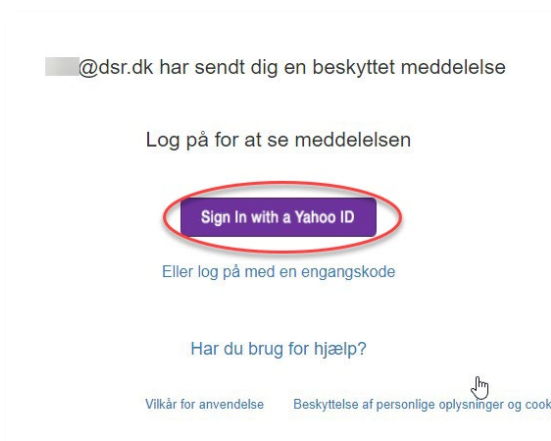 @dsr.dk har sendt dig en beskyttet meddelelse
Log på for at se meddelelsen
Sign In with a Yahoo ID
Eller log på med en engangskode
Har du brug for hjælp?
Vilkår for anvendelse Beskyttelse af personlige oplysninger og cook